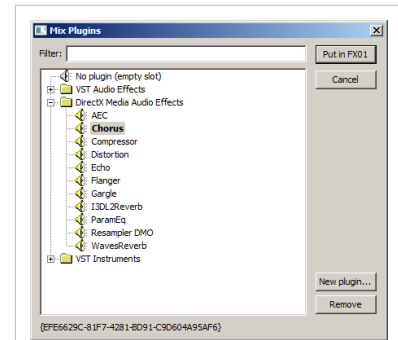 Mix Plugins
Filter:
Put in FX01
Cancel
No plugin (empty slot)
VST Audio Effects
DirectX Media Audio Effects
AEC
Chorus
Compressor
Distortion
Echo
Flanger
Gargle
I3DL2Reverb
ParamEq
Resampler DMO
WavesReverb
VST Instruments
New plugin...
Remove
{EFE6629C-81F7-4281-BD91-C9D604A95AF6}